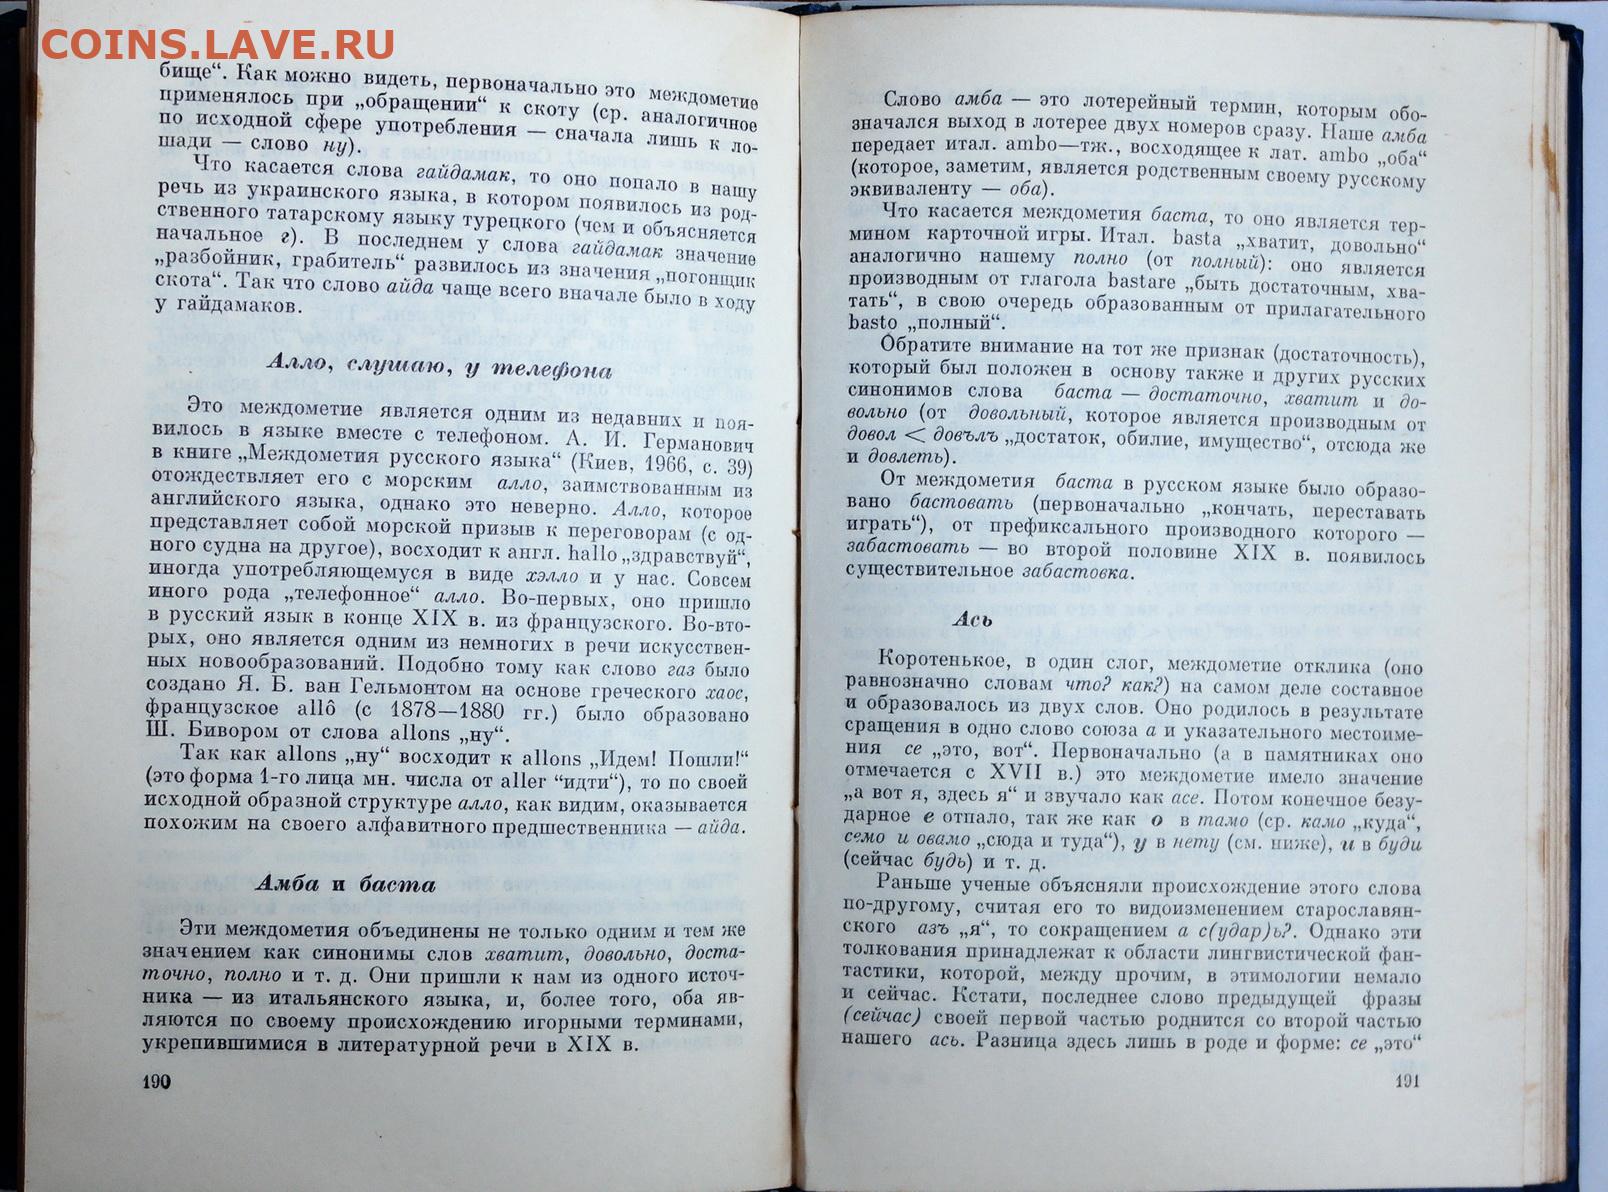 COINS.LAVE.RU
бище“. Как можно видеть, первоначально это междометие
применялось при „обращении“ к скоту (ср. аналогичное
по исходной сфере употребления — сначала лишь к ло-
шади — слово ну).
Что касается слова гайдамак, то оно попало в нашу
речь из украинского языка, в котором появилось из род-
ственного татарскому языку турецкого (чем и объясняется
начальное г). В последнем у слова гайдамак значение
„разбойник, грабитель“ развилось из значения „погонщик
скота“. Так что слово айда чаще всего вначале было в ходу
у гайдамаков.
Алло, слушаю, у телефона
Это междометие является одним из недавних и поя-
вилось в языке вместе с телефоном. А. И. Германович
в книге „Междометия русского языка“ (Киев, 1966, с. 39)
отождествляет его с морским алло, заимствованным из
английского языка, однако это неверно. Алло, которое
представляет собой морской призыв к переговорам (с од-
ного судна на другое), восходит к англ. hallo „здравствуй“,
иногда употребляющемуся в виде хэлло и у нас. Совсем
иного рода „телефонное“ алло. Во-первых, оно пришло
в русский язык в конце XIX в. из французского. Во-вто-
рых, оно является одним из немногих в речи искусствен-
ных новообразований. Подобно тому как слово газ было
создано Я. Б. ван Гельмонтом на основе греческого хаос,
французское allô (с 1878—1880 гг.) было образовано
Ш. Бивором от слова allons „ну“.
Так как allons „ну“ восходит к allons „Идем! Пошли!“
(это форма 1-го лица мн. числа от aller “идти“), то по своей
исходной образной структуре алло, как видим, оказывается
похожим на своего алфавитного предшественника — айда.
Амба и баста
Эти междометия объединены не только одним и тем же
значением как синонимы слов хватит, довольно, доста-
точно, полно и т. д. Они пришли к нам из одного источ-
ника — из итальянского языка, и, более того, оба яв-
ляются по своему происхождению игорными терминами,
укрепившимися в литературной речи в XIX в.
190
Слово амба — это лотерейный термин, которым обо-
значался выход в лотерее двух номеров сразу. Наше амба
передает итал. ambo—тж., восходящее к лат. ambo „оба“
(которое, заметим, является родственным своему русскому
эквиваленту — оба).
Что касается междометия баста, то оно является тер-
мином карточной игры. Итал. basta „хватит, довольно“
аналогично нашему полно (от полный): оно является
производным от глагола bastare „быть достаточным, хва-
тать“, в свою очередь образованным от прилагательного
basto „полный“.
Обратите внимание на тот же признак (достаточность),
который был положен в основу также и других русских
синонимов слова баста — достаточно, хватит и до-
вольно (от довольный, которое является производным от
довол < довълъ „достаток, обилие, имущество“, отсюда же
и довлеть).
От междометия баста в русском языке было образо-
вано бастовать (первоначально „кончать, переставать
играть“), от префиксального производного которого —
забастовать — во второй половине XIX в. появилось
существительное забастовка.
Ась
Коротенькое, в один слог, междометие отклика (оно
равнозначно словам что? как?) на самом деле составное
и образовалось из двух слов. Оно родилось в результате
сращения в одно слово союза а и указательного местоиме-
ния се „это, вот“. Первоначально (а в памятниках оно
отмечается с XVII в.) это междометие имело значение
„а вот я, здесь я“ и звучало как асе. Потом конечное безу-
дарное е отпало, так же как о в тамо (ср. камо „куда“,
семо и овамо „сюда и туда“), у в нету (см. ниже), и в буди
(сейчас будь) и т. д.
Раньше ученые объясняли происхождение этого слова
по-другому, считая его то видоизменением старославян-
ского азъ „я“, то сокращением а с(удар)ь?. Однако эти
толкования принадлежат к области лингвистической фан-
тастики, которой, между прочим, в этимологии немало
и сейчас. Кстати, последнее слово предыдущей фразы
(сейчас) своей первой частью роднится со второй частью
нашего ась. Разница здесь лишь в роде и форме: се „это“
191